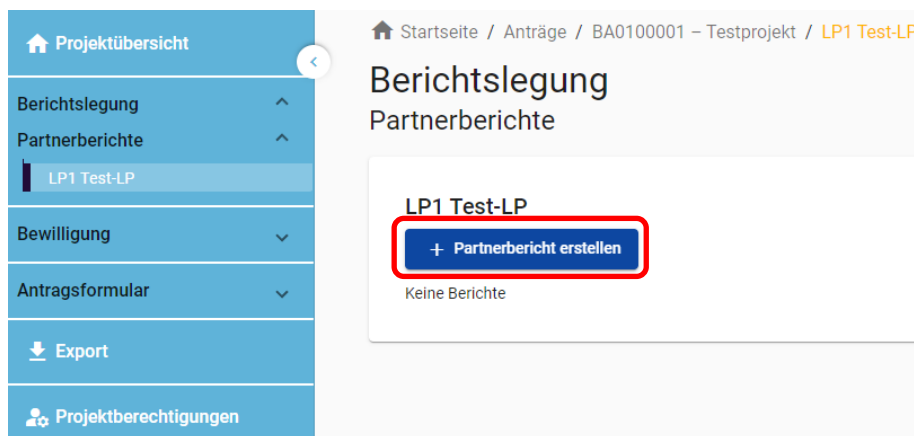 Projektübersicht
Berichtslegung
Partnerberichte
LP1 Test-LP
Bewilligung
Antragsformular
Export
Projektberechtigungen
Startseite / Anträge / BA0100001 – Testprojekt / LP1 Test-LP
Berichtslegung
Partnerberichte
LP1 Test-LP
+ Partnerbericht erstellen
Keine Berichte